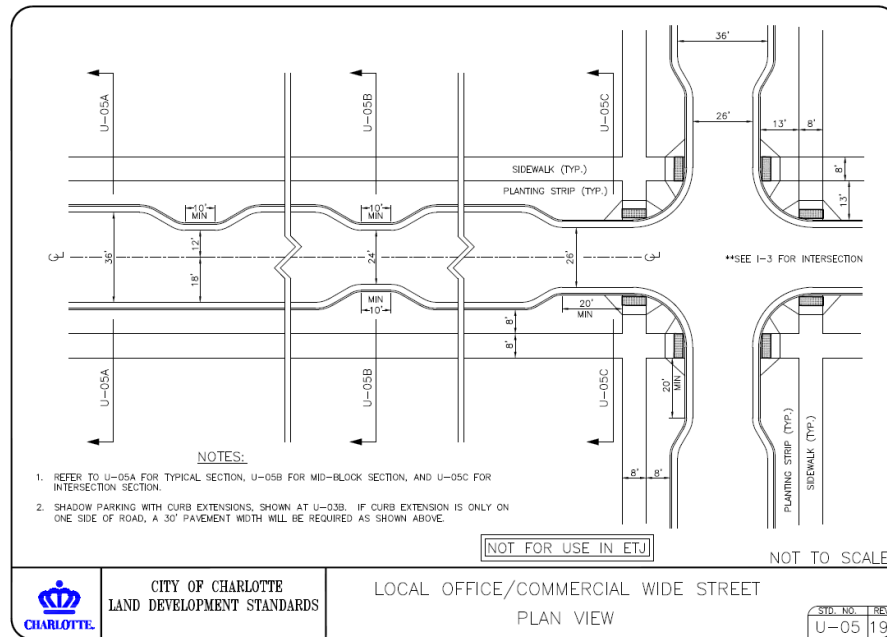 36'
U-05A
U-05B
U-05C
26'
13'
8'
SIDEWALK (TYP.)
PLANTING STRIP (TYP.)
8'
13'
10'
MIN
10'
MIN
12'
36'
18'
24'
26'
**SEE I-3 FOR INTERSECTION
MIN
10'
20'
MIN
8'
8'
20'
MIN
U-05A
U-05B
U-05C
8'
8'
PLANTING STRIP (TYP.)
SIDEWALK (TYP.)
NOTES:
1. REFER TO U-05A FOR TYPICAL SECTION, U-05B FOR MID-BLOCK SECTION, AND U-05C FOR
INTERSECTION SECTION.
2. SHADOW PARKING WITH CURB EXTENSIONS, SHOWN AT U-03B. IF CURB EXTENSION IS ONLY ON
ONE SIDE OF ROAD, A 30' PAVEMENT WIDTH WILL BE REQUIRED AS SHOWN ABOVE.
NOT FOR USE IN ETJ
NOT TO SCALE
CHARLOTTE.
CITY OF CHARLOTTE
LAND DEVELOPMENT STANDARDS
LOCAL OFFICE/COMMERCIAL WIDE STREET
PLAN VIEW
STD. NO. REV
U-05 19